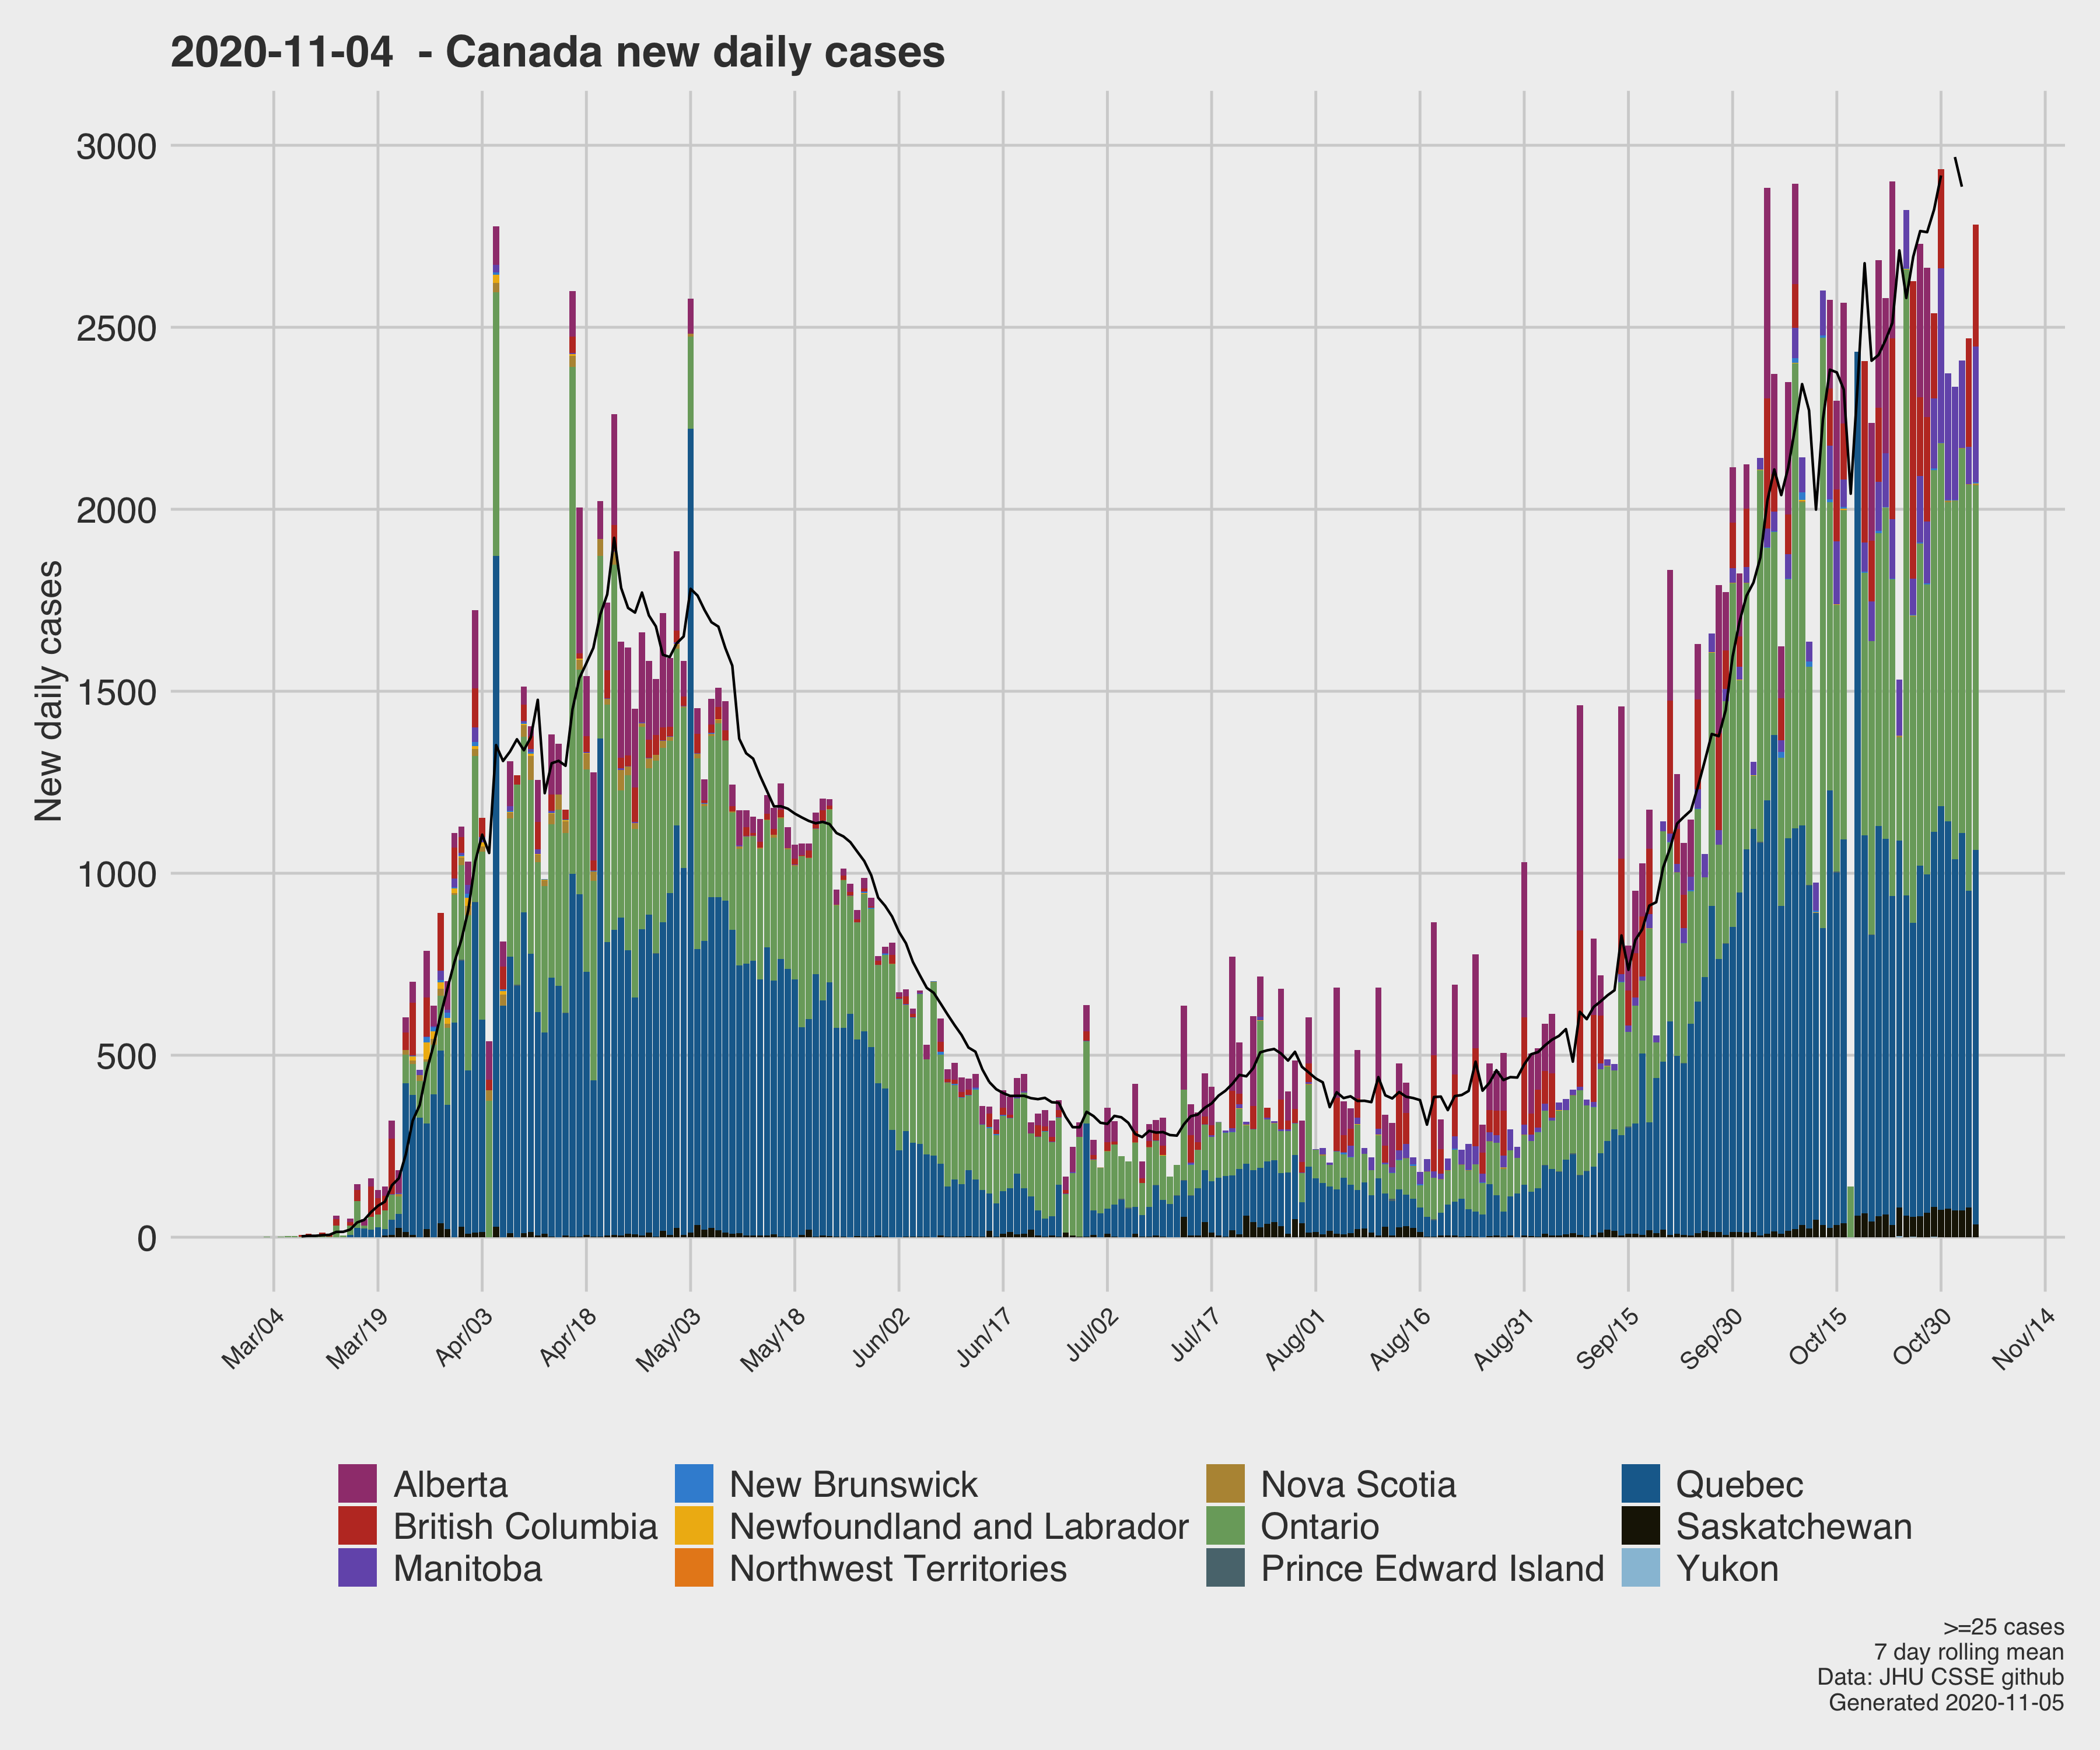 2020-11-04 - Canada new daily cases
New daily cases
3000
2500
2000
1500
1000
500
0
Mar/04
Mar/19
Apr/03
Apr/18
May/03
May/18
Jun/02
Jun/17
Jul/02
Jul/17
Aug/01
Aug/16
Aug/31
Sep/15
Sep/30
Oct/15
Oct/30
Nov/14
Alberta
British Columbia
Manitoba
New Brunswick
Newfoundland and Labrador
Northwest Territories
Nova Scotia
Ontario
Prince Edward Island
Quebec
Saskatchewan
Yukon
>=25 cases
7 day rolling mean
Data: JHU CSSE github
Generated 2020-11-05